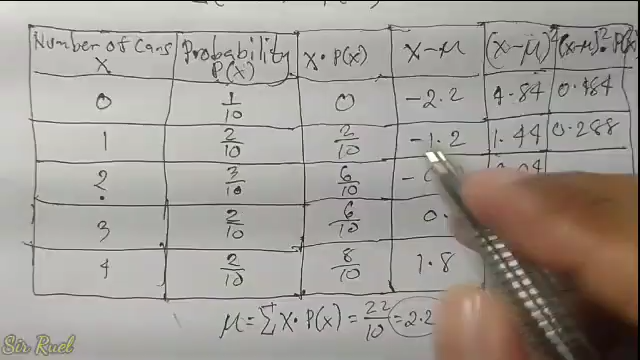 Number of Cans X | Probability P(X) | X·P(X) | X-μ | (X-μ)² | (X-μ)²·P(X)
0 | 1/10 | 0 | -2.2 | 4.84 | 0.484
1 | 2/10 | 2/10 | -1.2 | 1.44 | 0.288
2 | 3/10 | 6/10
3 | 2/10 | 6/10 | 0.
4 | 2/10 | 8/10 | 1.8
μ = Σ X·P(X) = 22/10 = 2.2
Sir Ruel